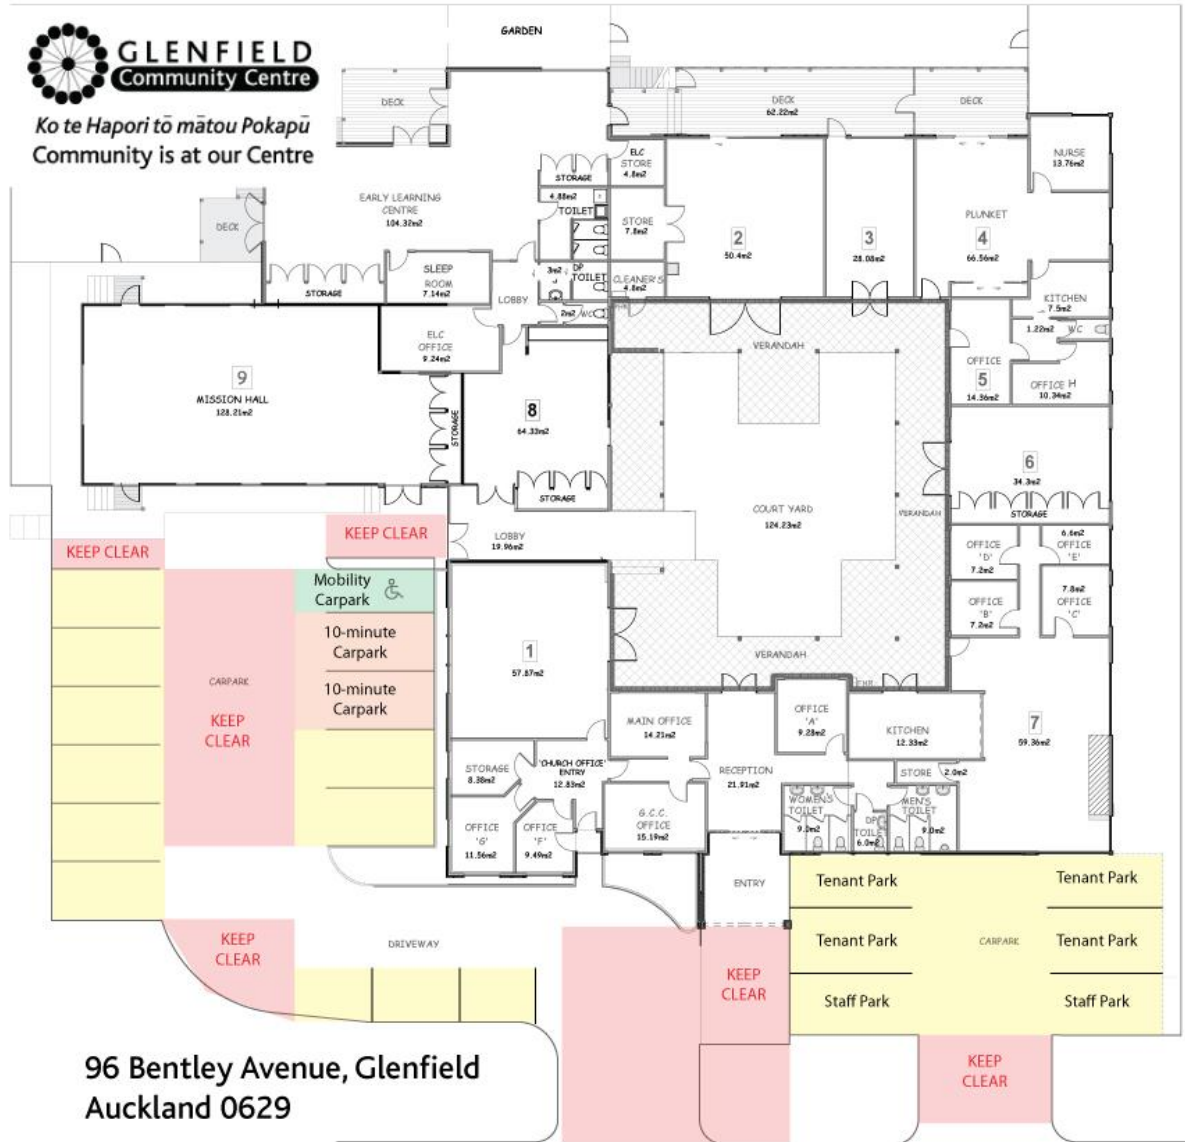 GLENFIELD
Community Centre
Ko te Hapori tō mātou Pokapū
Community is at our Centre
GARDEN
DECK
DECK
62.22m2
DECK
ELC
STORE
4.8m2
NURSE
13.76m2
STORAGE
4.88m2
TOILET
EARLY LEARNING
CENTRE
104.32m2
DECK
STORE
7.8m2
2
50.4m2
3
28.08m2
PLUNKET
4
66.56m2
SLEEP
ROOM
7.14m2
STORAGE
3m2
DP
TOILET
CLEANER'S
4.8m2
LOBBY
2m2
WC
KITCHEN
7.5m2
1.22m2
WC
ELC
OFFICE
9.24m2
VERANDAH
OFFICE
5
14.36m2
OFFICE H
10.34m2
9
MISSION HALL
128.21m2
STORAGE
8
64.33m2
STORAGE
6
34.3m2
STORAGE
COURT YARD
124.23m2
VERANDAH
LOBBY
19.96m2
OFFICE
'D'
7.2m2
6.6m2
OFFICE
'E'
OFFICE
'B'
7.2m2
7.8m2
OFFICE
'C'
KEEP CLEAR
KEEP CLEAR
Mobility
Carpark
10-minute
Carpark
10-minute
Carpark
CARPARK
KEEP
CLEAR
1
57.87m2
VERANDAH
FHR
MAIN OFFICE
14.21m2
OFFICE
'A'
9.28m2
KITCHEN
12.33m2
7
59.36m2
STORAGE
8.38m2
'CHURCH OFFICE'
ENTRY
12.83m2
RECEPTION
21.91m2
STORE
2.0m2
OFFICE
'G'
11.56m2
OFFICE
'F'
9.49m2
G.C.C.
OFFICE
15.19m2
WOMEN'S
TOILET
9.0m2
DP
TOILET
6.0m2
MEN'S
TOILET
9.0m2
ENTRY
Tenant Park
Tenant Park
Tenant Park
CARPARK
Tenant Park
Staff Park
Staff Park
KEEP
CLEAR
DRIVEWAY
KEEP
CLEAR
KEEP
CLEAR
96 Bentley Avenue, Glenfield
Auckland 0629